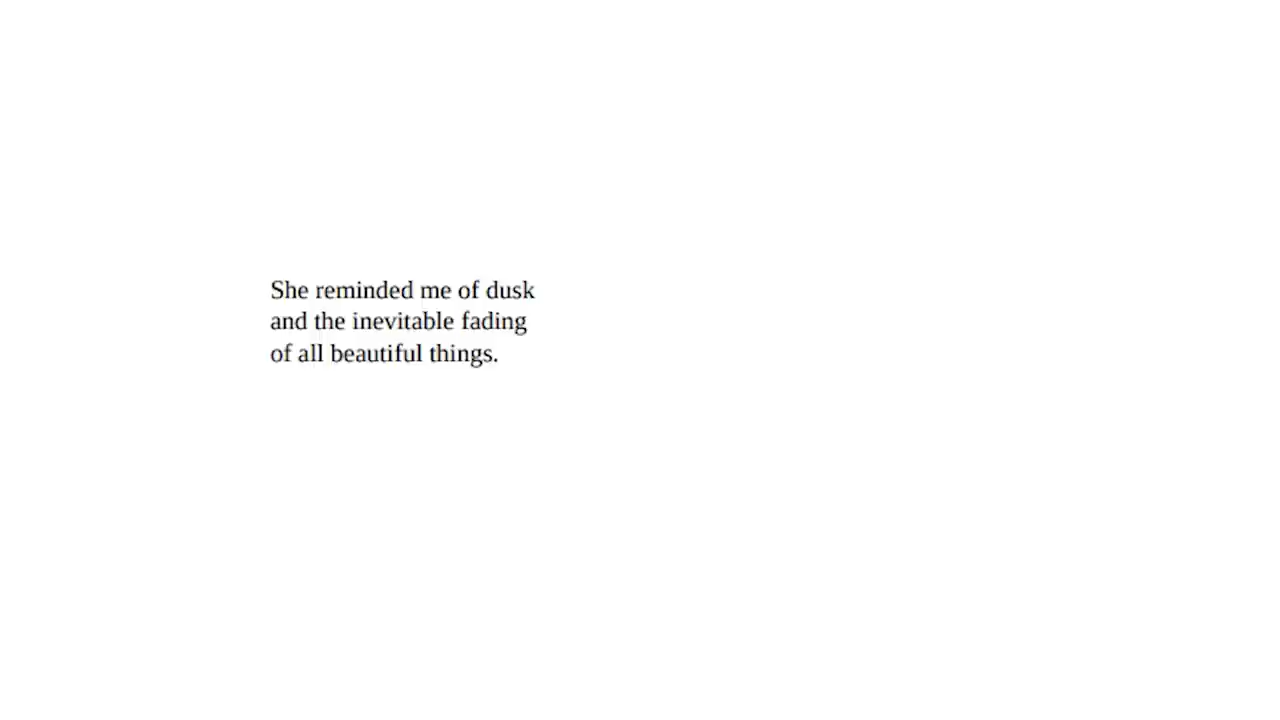 She reminded me of dusk
and the inevitable fading
of all beautiful things.